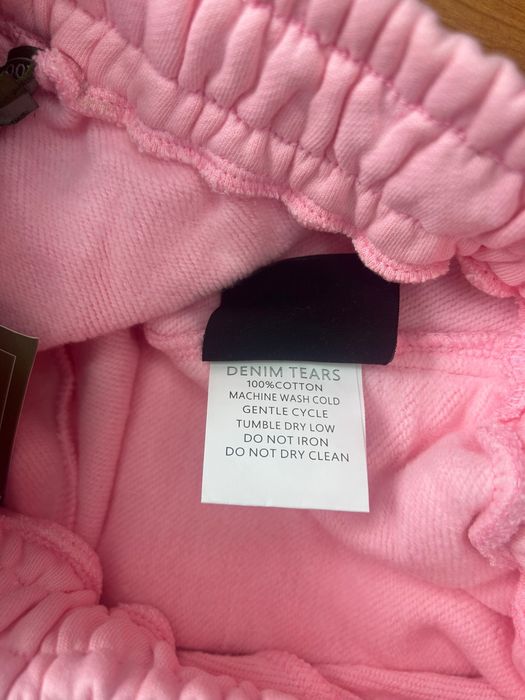 DENIM TEARS
100%COTTON
MACHINE WASH COLD
GENTLE CYCLE
TUMBLE DRY LOW
DO NOT IRON
DO NOT DRY CLEAN